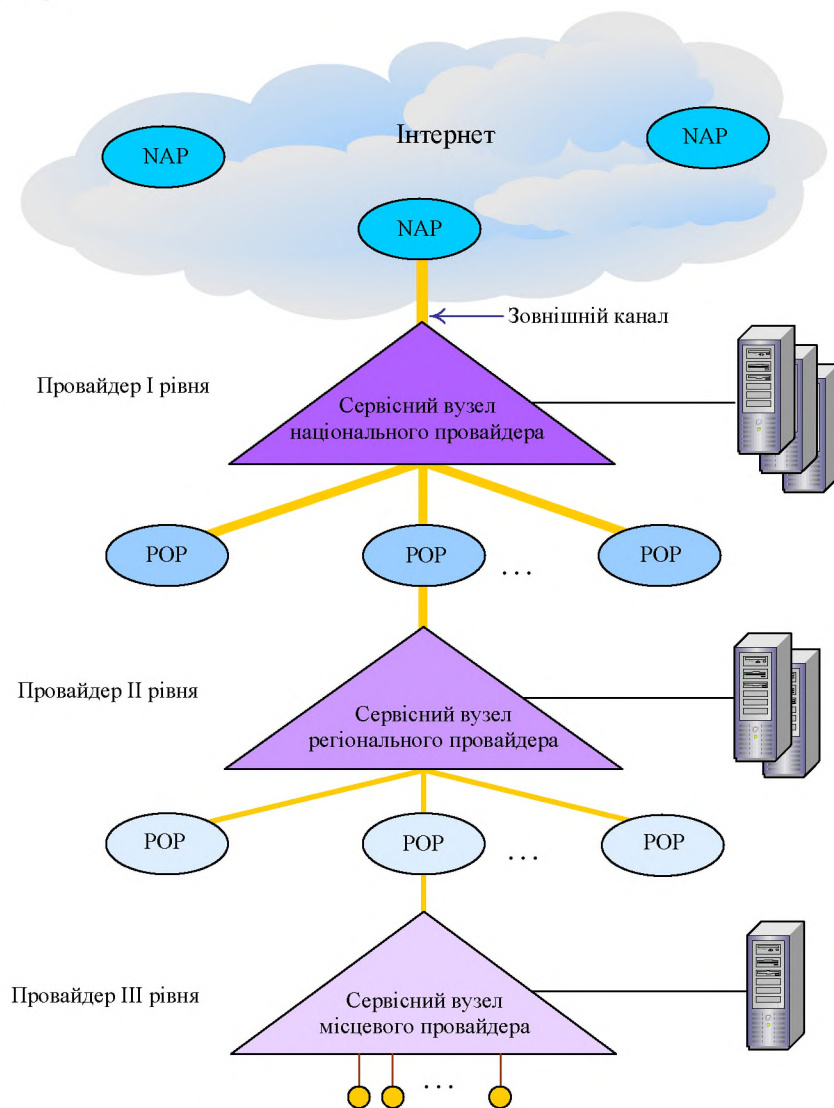 Інтернет
NAP
NAP
NAP
Зовнішній канал
Провайдер I рівня
Сервісний вузел
національного провайдера
POP
POP
POP
...
Провайдер II рівня
Сервісний вузел
регіонального провайдера
POP
POP
POP
...
Провайдер III рівня
Сервісний вузел
місцевого провайдера
...